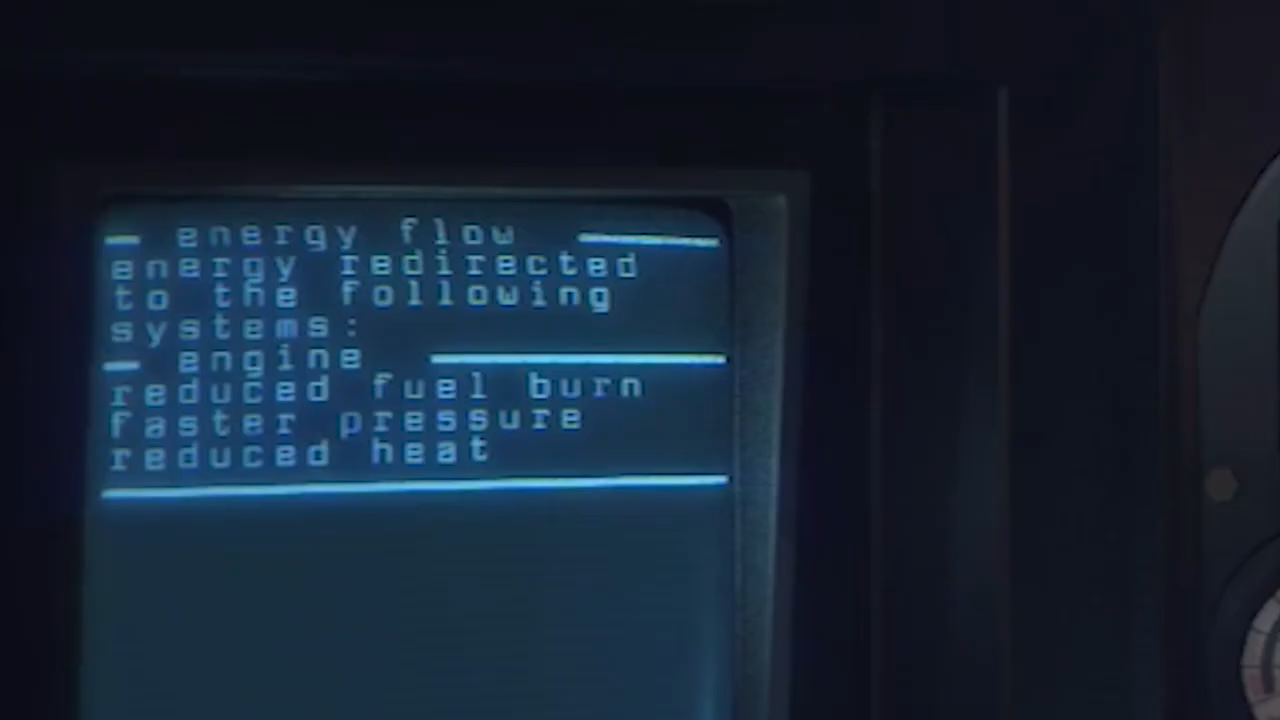 energy flow
energy redirected
to the following
systems:
engine
reduced fuel burn
faster pressure
reduced heat